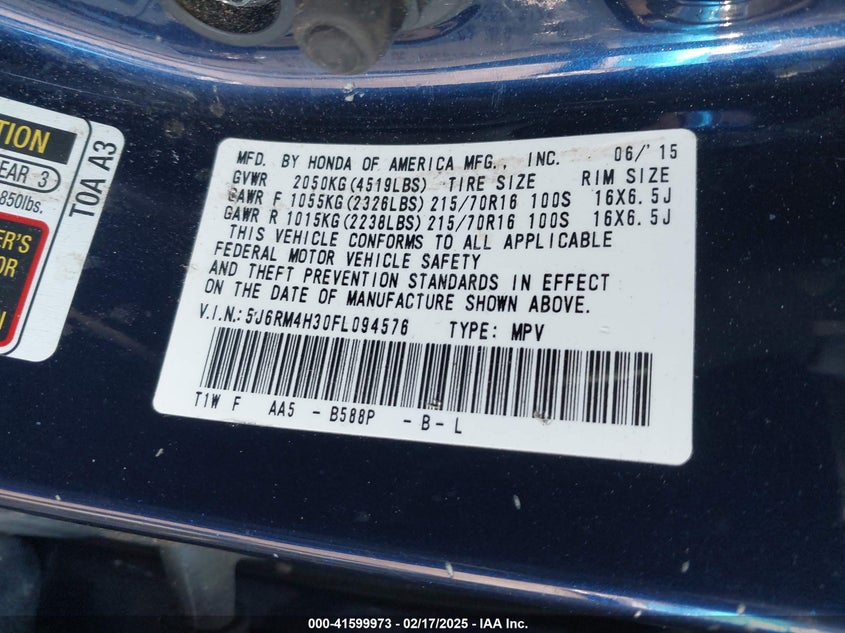 TION
EAR 3
850lbs.
ER'S
OR
TOA A3
MFD. BY HONDA OF AMERICA MFG., INC. 06/'15
GVWR 2050KG(4519LBS) TIRE SIZE RIM SIZE
GAWR F 1055KG(2326LBS) 215/70R16 100S 16X6.5J
GAWR R 1015KG(2238LBS) 215/70R16 100S 16X6.5J
THIS VEHICLE CONFORMS TO ALL APPLICABLE
FEDERAL MOTOR VEHICLE SAFETY
AND THEFT PREVENTION STANDARDS IN EFFECT
ON THE DATE OF MANUFACTURE SHOWN ABOVE.
V.I.N.: 5J6RM4H30FL094576 TYPE: MPV
T1W F AA5 - B588P - B - L
000-41599973 - 02/17/2025 - IAA Inc.